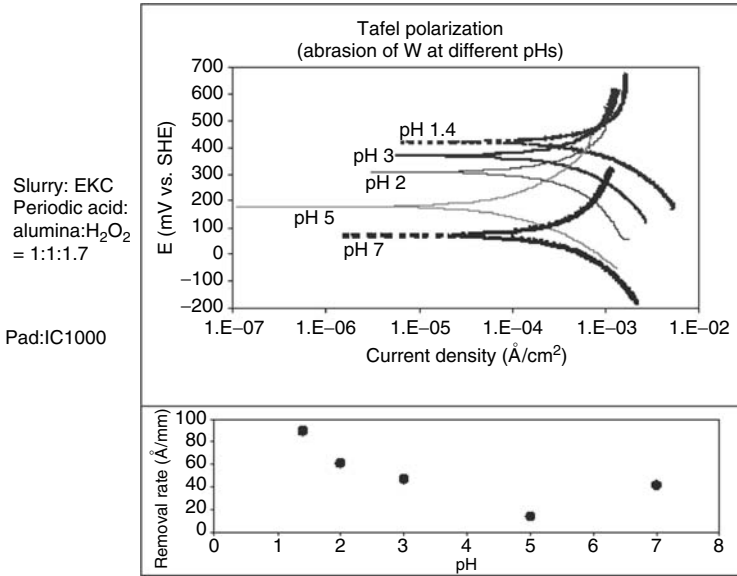 Tafel polarization
(abrasion of W at different pHs)
Slurry: EKC
Periodic acid:
alumina:H₂O₂
= 1:1:1.7
Pad:IC1000
E (mV vs. SHE)
700
600
500
400
300
200
100
0
−100
−200
pH 1.4
pH 3
pH 2
pH 5
pH 7
1.E−07 1.E−06 1.E−05 1.E−04 1.E−03 1.E−02
Current density (Å/cm²)
Removal rate (Å/mm)
100
80
60
40
20
0
0 1 2 3 4 5 6 7 8
pH